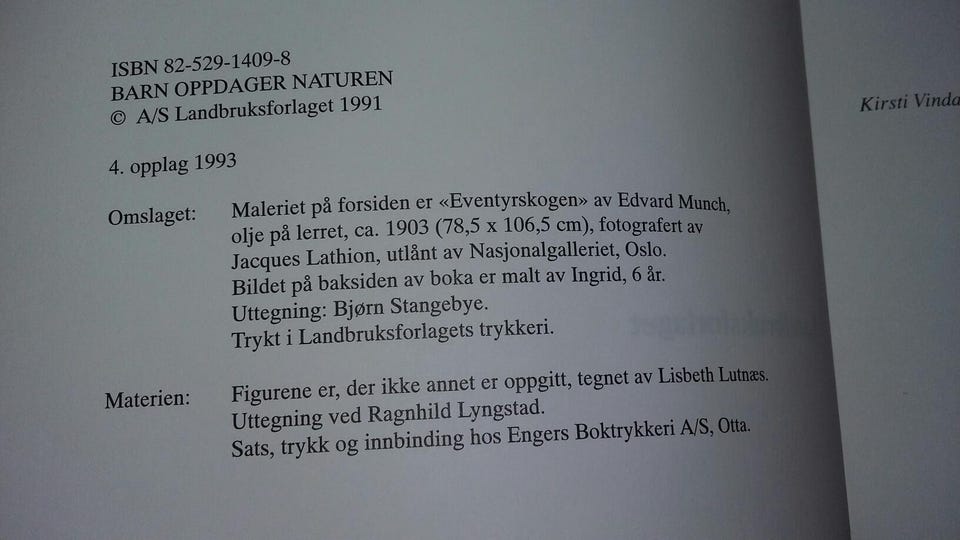 ISBN 82-529-1409-8
BARN OPPDAGER NATUREN
© A/S Landbruksforlaget 1991
4. opplag 1993
Omslaget: Maleriet på forsiden er «Eventyrskogen» av Edvard Munch,
olje på lerret, ca. 1903 (78,5 x 106,5 cm), fotografert av
Jacques Lathion, utlånt av Nasjonalgalleriet, Oslo.
Bildet på baksiden av boka er malt av Ingrid, 6 år.
Uttegning: Bjørn Stangebye.
Trykt i Landbruksforlagets trykkeri.
Materien: Figurene er, der ikke annet er oppgitt, tegnet av Lisbeth Lutnæs.
Uttegning ved Ragnhild Lyngstad.
Sats, trykk og innbinding hos Engers Boktrykkeri A/S, Otta.
Kirsti Vinda